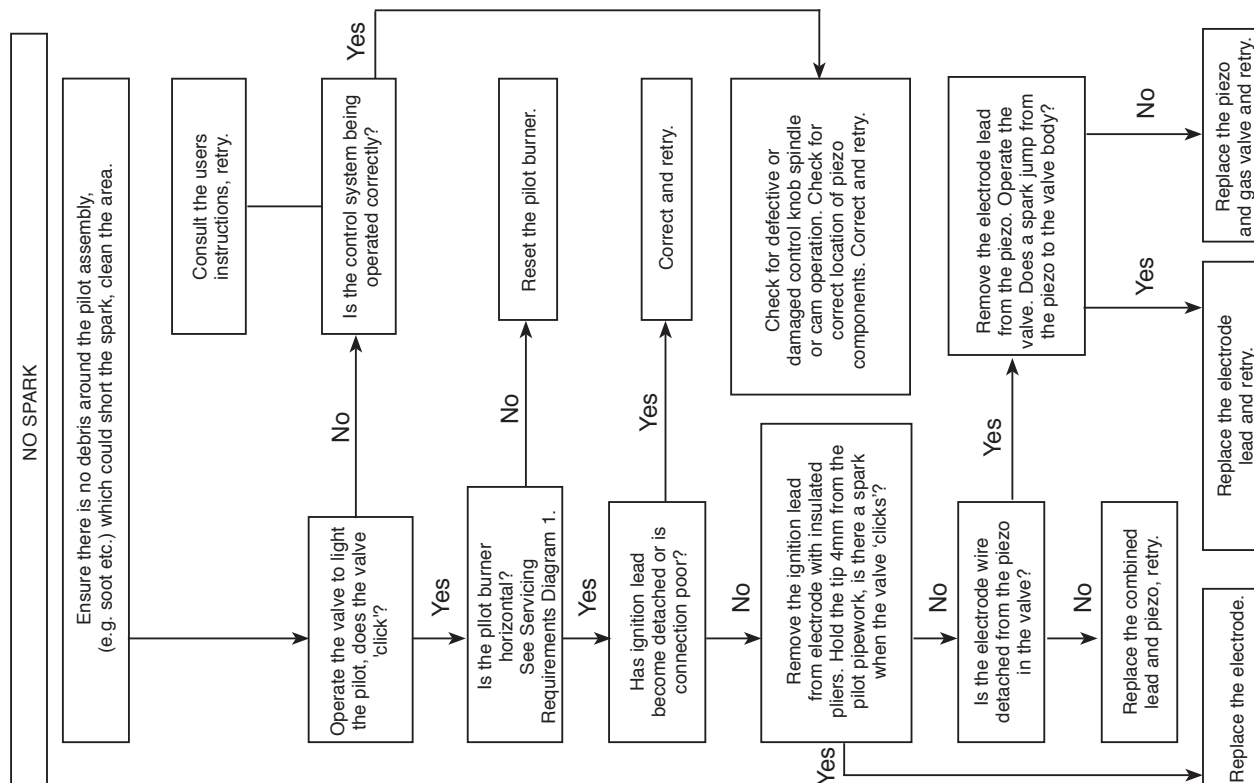 NO SPARK
Ensure there is no debris around the pilot assembly,
(e.g. soot etc.) which could short the spark, clean the area.
Consult the users
instructions, retry.
Operate the valve to light
the pilot, does the valve
'click'?
No
Is the control system being
operated correctly?
Yes
Yes
Is the pilot burner
horizontal?
See Servicing
Requirements Diagram 1.
No
Reset the pilot burner.
Yes
Has ignition lead
become detached or is
connection poor?
Yes
Correct and retry.
No
Remove the ignition lead
from electrode with insulated
pliers. Hold the tip 4mm from the
pilot pipework, is there a spark
when the valve 'clicks'?
Check for defective or
damaged control knob spindle
or cam operation. Check for
correct location of piezo
components. Correct and retry.
Yes
No
Is the electrode wire
detached from the piezo
in the valve?
Yes
Remove the electrode lead
from the piezo. Operate the
valve. Does a spark jump from
the piezo to the valve body?
No
Replace the combined
lead and piezo, retry.
Yes
No
Replace the electrode.
Replace the electrode
lead and retry.
Replace the piezo
and gas valve and retry.